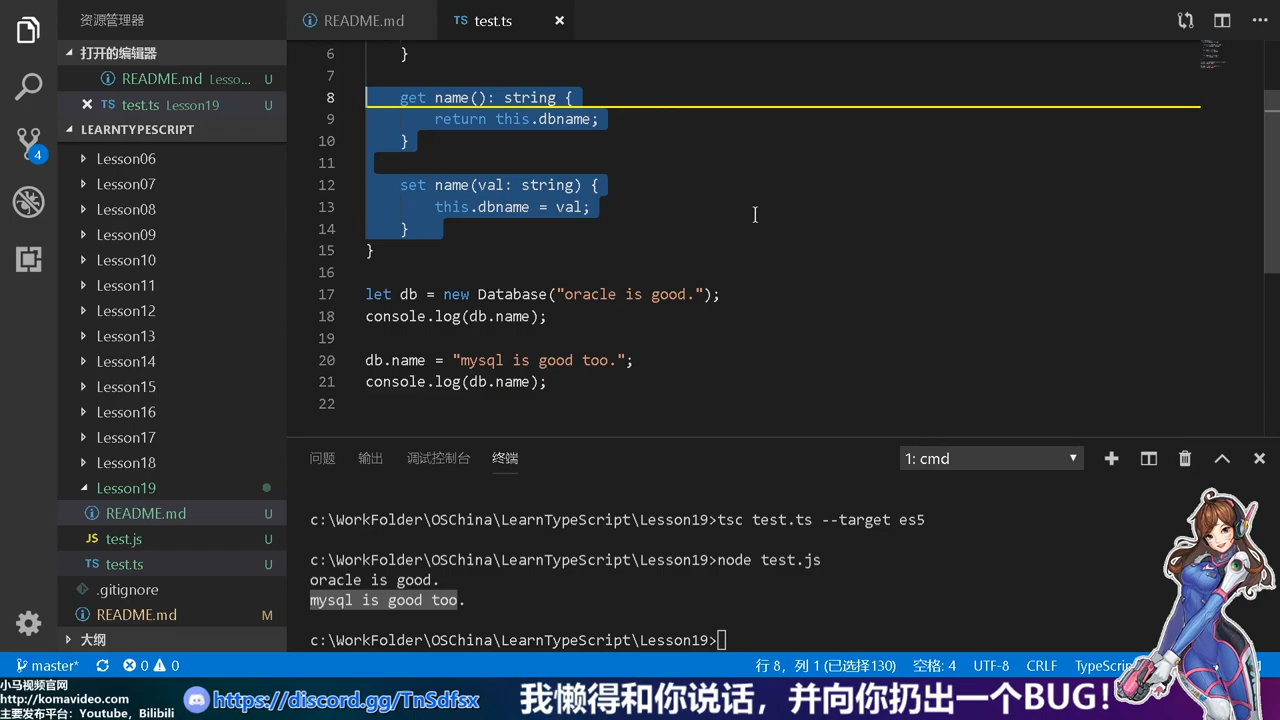 资源管理器
README.md
TS test.ts
打开的编辑器
README.md Lesso... U
TS test.ts Lesson19 U
LEARNTYPESCRIPT
Lesson06
Lesson07
Lesson08
Lesson09
Lesson10
Lesson11
Lesson12
Lesson13
Lesson14
Lesson15
Lesson16
Lesson17
Lesson18
Lesson19
README.md U
JS test.js U
TS test.ts U
.gitignore
README.md M
大纲
4
6 }
7
8 get name(): string {
9 return this.dbname;
10 }
11
12 set name(val: string) {
13 this.dbname = val;
14 }
15 }
16
17 let db = new Database("oracle is good.");
18 console.log(db.name);
19
20 db.name = "mysql is good too.";
21 console.log(db.name);
22
问题 输出 调试控制台 终端 1: cmd
c:\WorkFolder\OSChina\LearnTypeScript\Lesson19>tsc test.ts --target es5
c:\WorkFolder\OSChina\LearnTypeScript\Lesson19>node test.js
oracle is good.
mysql is good too.
c:\WorkFolder\OSChina\LearnTypeScript\Lesson19>
master* 0 0 行 8，列 1 (已选择130) 空格: 4 UTF-8 CRLF
小马视频官网
http://komavideo.com
主要发布平台：Youtube，Bilibili
https://discord.gg/TnSdfsx
我懒得和你说话，并向你扔出一个BUG！